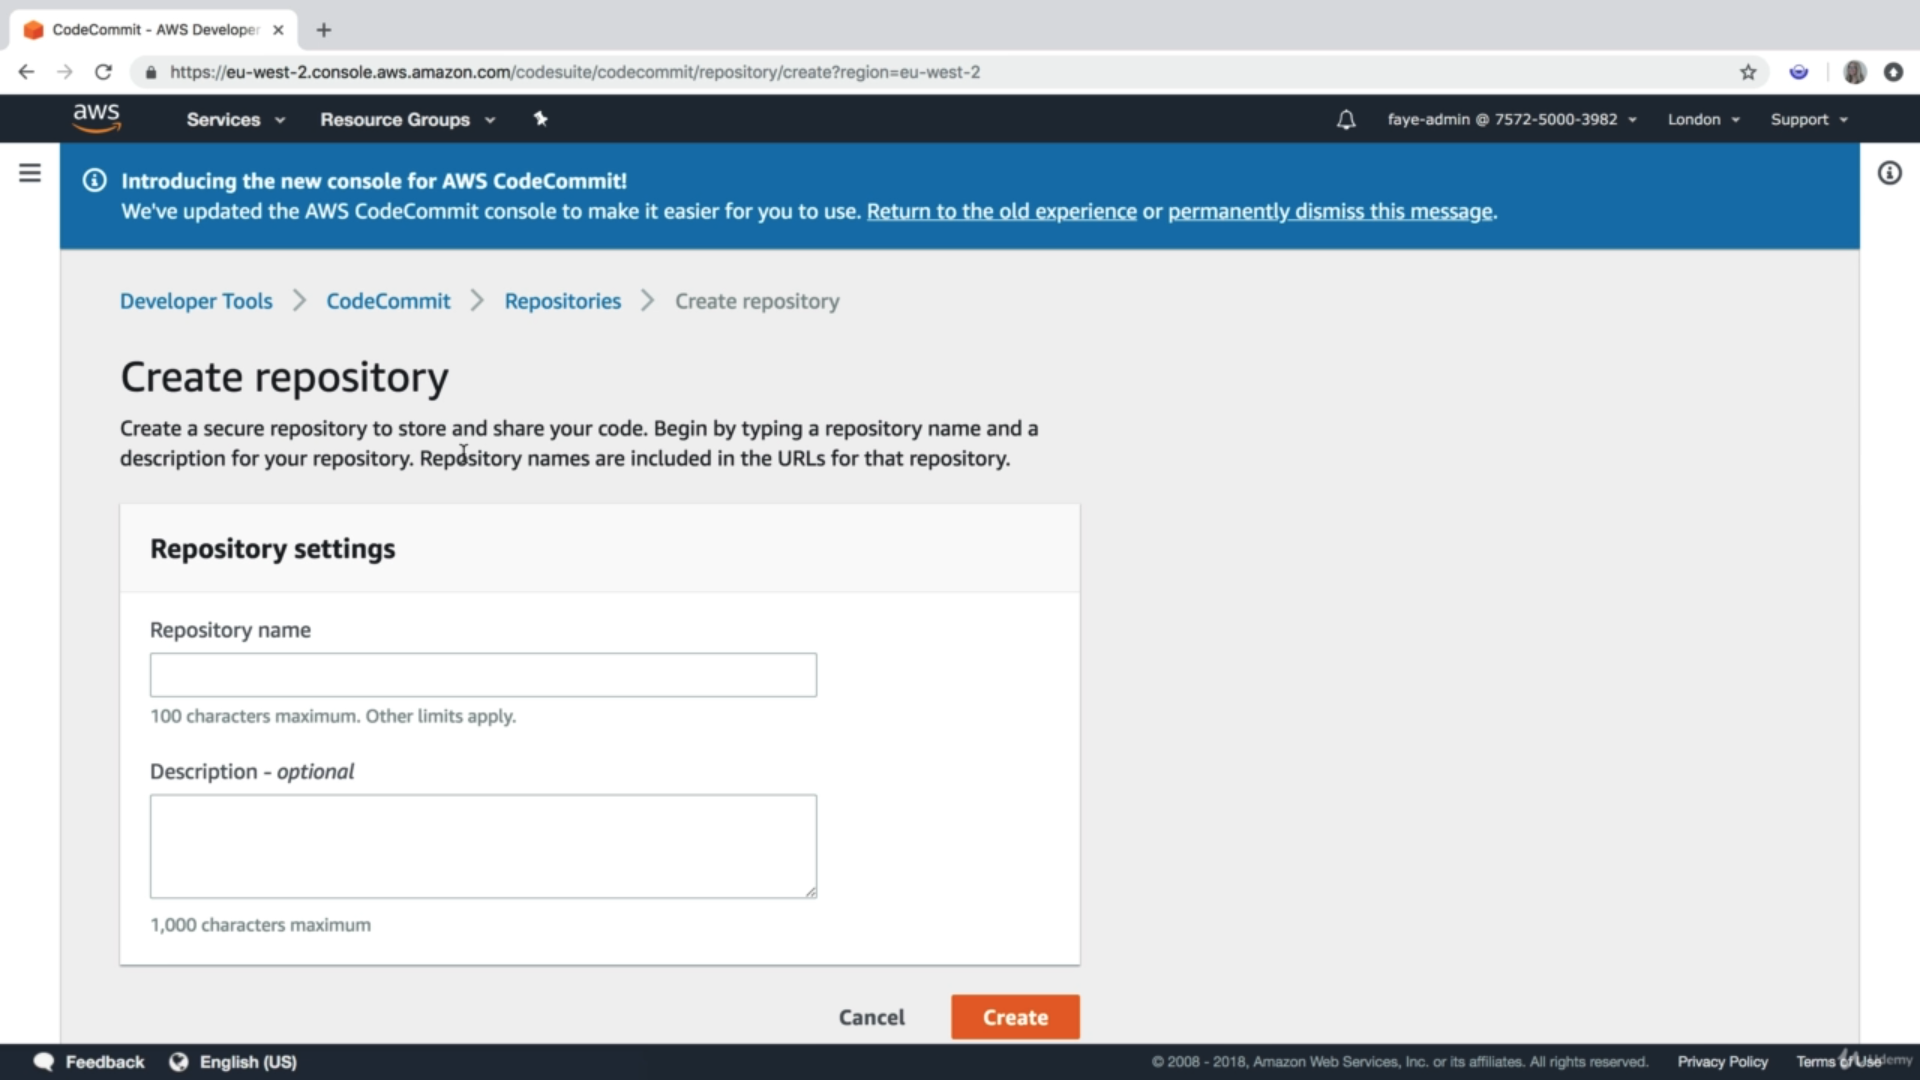 CodeCommit - AWS Developer
https://eu-west-2.console.aws.amazon.com/codesuite/codecommit/repository/create?region=eu-west-2
aws Services Resource Groups faye-admin @ 7572-5000-3982 London Support
Introducing the new console for AWS CodeCommit!
We've updated the AWS CodeCommit console to make it easier for you to use. Return to the old experience or permanently dismiss this message.
Developer Tools > CodeCommit > Repositories > Create repository
Create repository
Create a secure repository to store and share your code. Begin by typing a repository name and a
description for your repository. Repository names are included in the URLs for that repository.
Repository settings
Repository name
100 characters maximum. Other limits apply.
Description - optional
1,000 characters maximum
Cancel Create
Feedback English (US) © 2008 - 2018, Amazon Web Services, Inc. or its affiliates. All rights reserved. Privacy Policy Terms of Use
Udemy